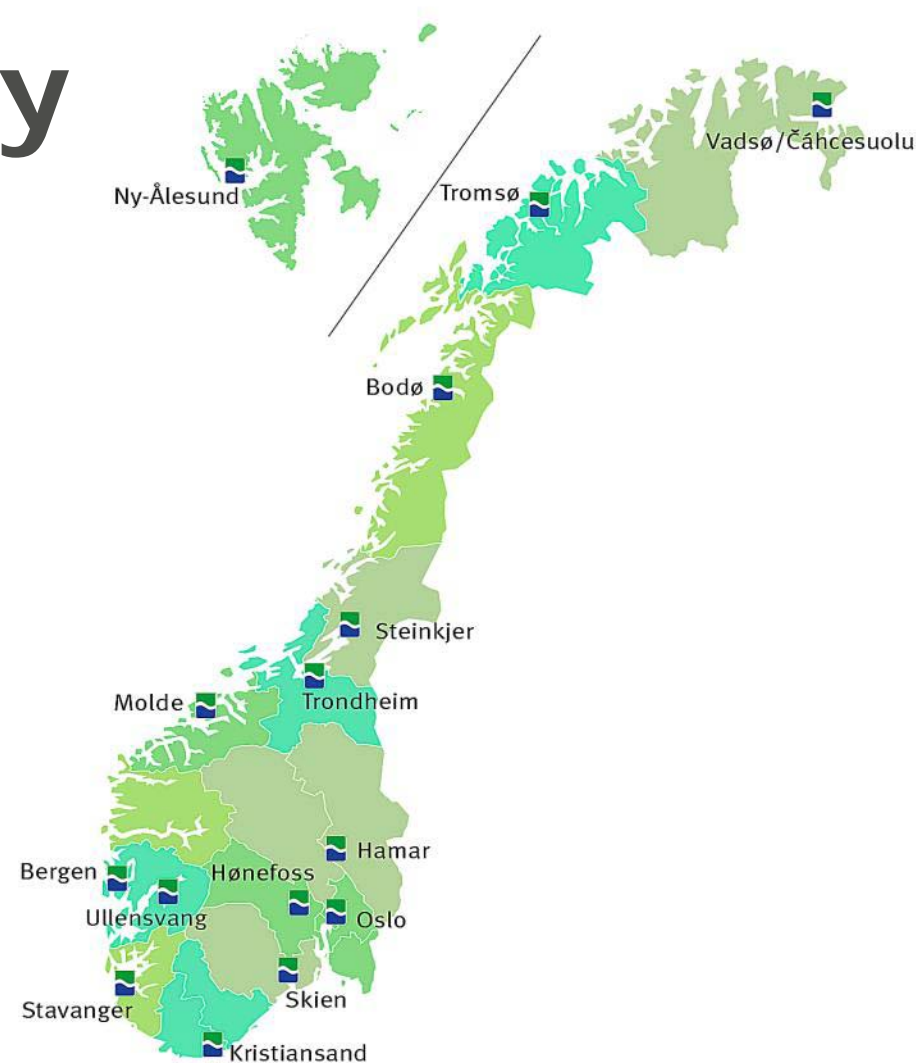 y
Ny-Ålesund
Tromsø
Vadsø/Čáhcesuolu
Bodø
Steinkjer
Molde
Trondheim
Hamar
Bergen
Hønefoss
Ullensvang
Oslo
Stavanger
Skien
Kristiansand